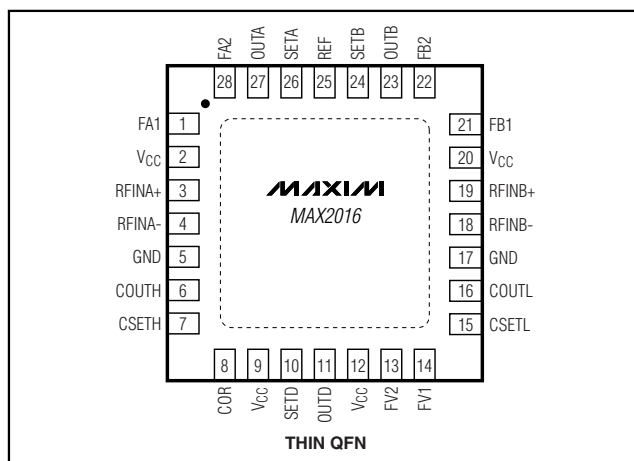 FA2 OUTA SETA REF SETB OUTB FB2
28 27 26 25 24 23 22
FA1 1 21 FB1
VCC 2 20 VCC
RFINA+ 3 19 RFINB+
MAXIM
RFINA- 4 18 RFINB-
MAX2016
GND 5 17 GND
COUTH 6 16 COUTL
CSETH 7 15 CSETL
8 9 10 11 12 13 14
COR VCC SETD OUTD VCC FV2 FV1
THIN QFN